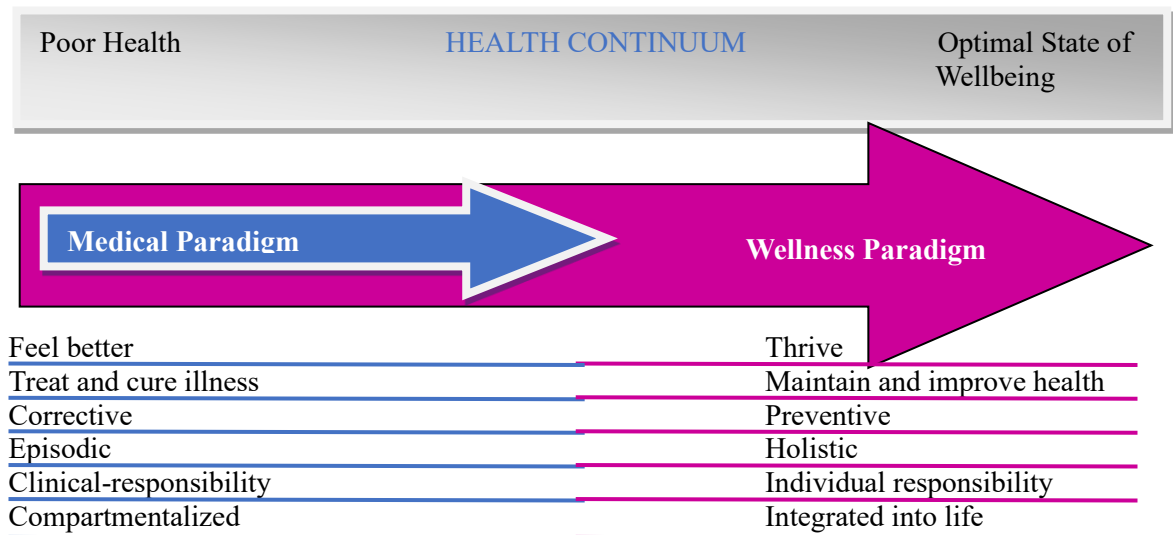 Poor Health HEALTH CONTINUUM Optimal State of
Wellbeing
Medical Paradigm
Wellness Paradigm
Feel better Thrive
Treat and cure illness Maintain and improve health
Corrective Preventive
Episodic Holistic
Clinical-responsibility Individual responsibility
Compartmentalized Integrated into life